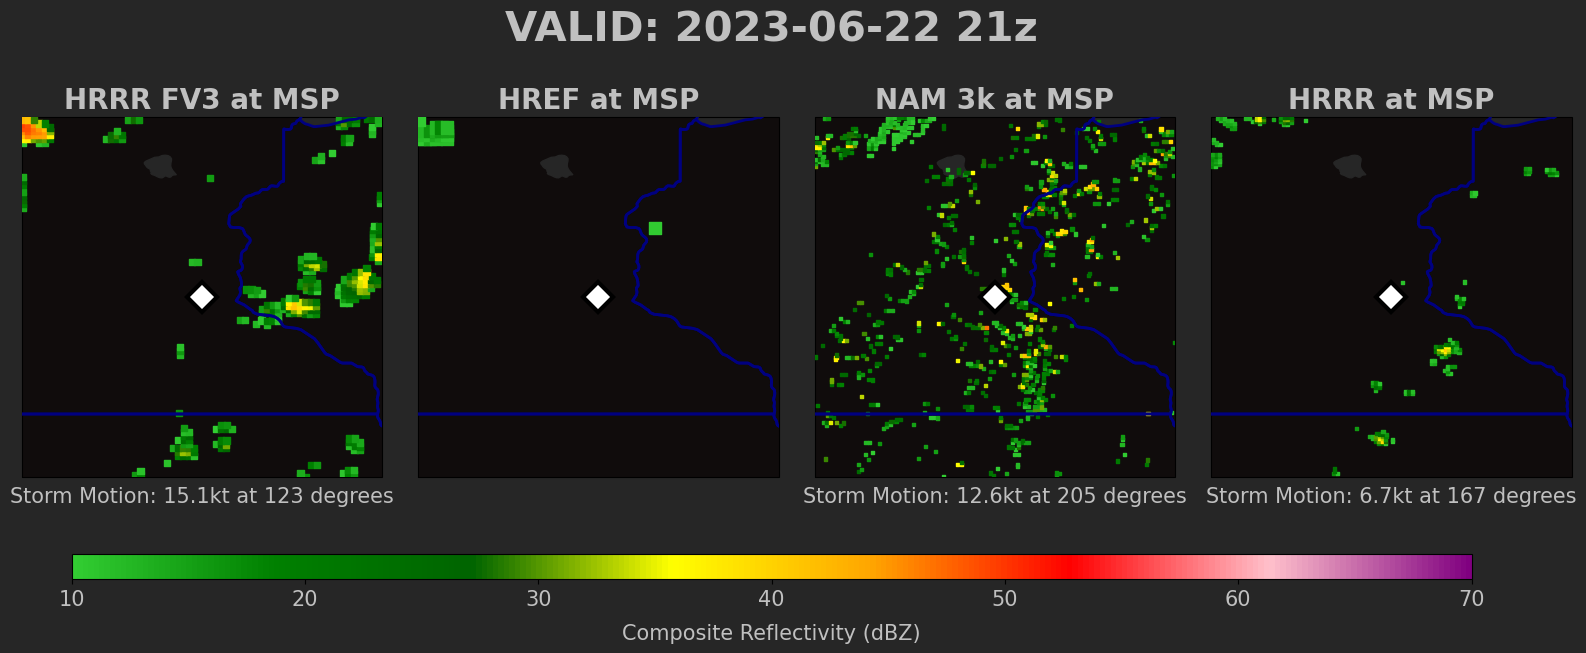 VALID: 2023-06-22 21z
HRRR FV3 at MSP
HREF at MSP
NAM 3k at MSP
HRRR at MSP
Storm Motion: 15.1kt at 123 degrees
Storm Motion: 12.6kt at 205 degrees
Storm Motion: 6.7kt at 167 degrees
10 20 30 40 50 60 70
Composite Reflectivity (dBZ)